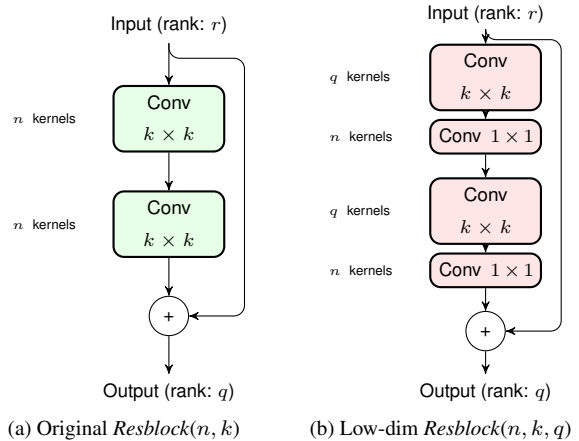 Input (rank: r)
n kernels
Conv
k × k
n kernels
Conv
k × k
+
Output (rank: q)
(a) Original Resblock(n, k)
Input (rank: r)
q kernels
Conv
k × k
n kernels
Conv 1 × 1
q kernels
Conv
k × k
n kernels
Conv 1 × 1
+
Output (rank: q)
(b) Low-dim Resblock(n, k, q)